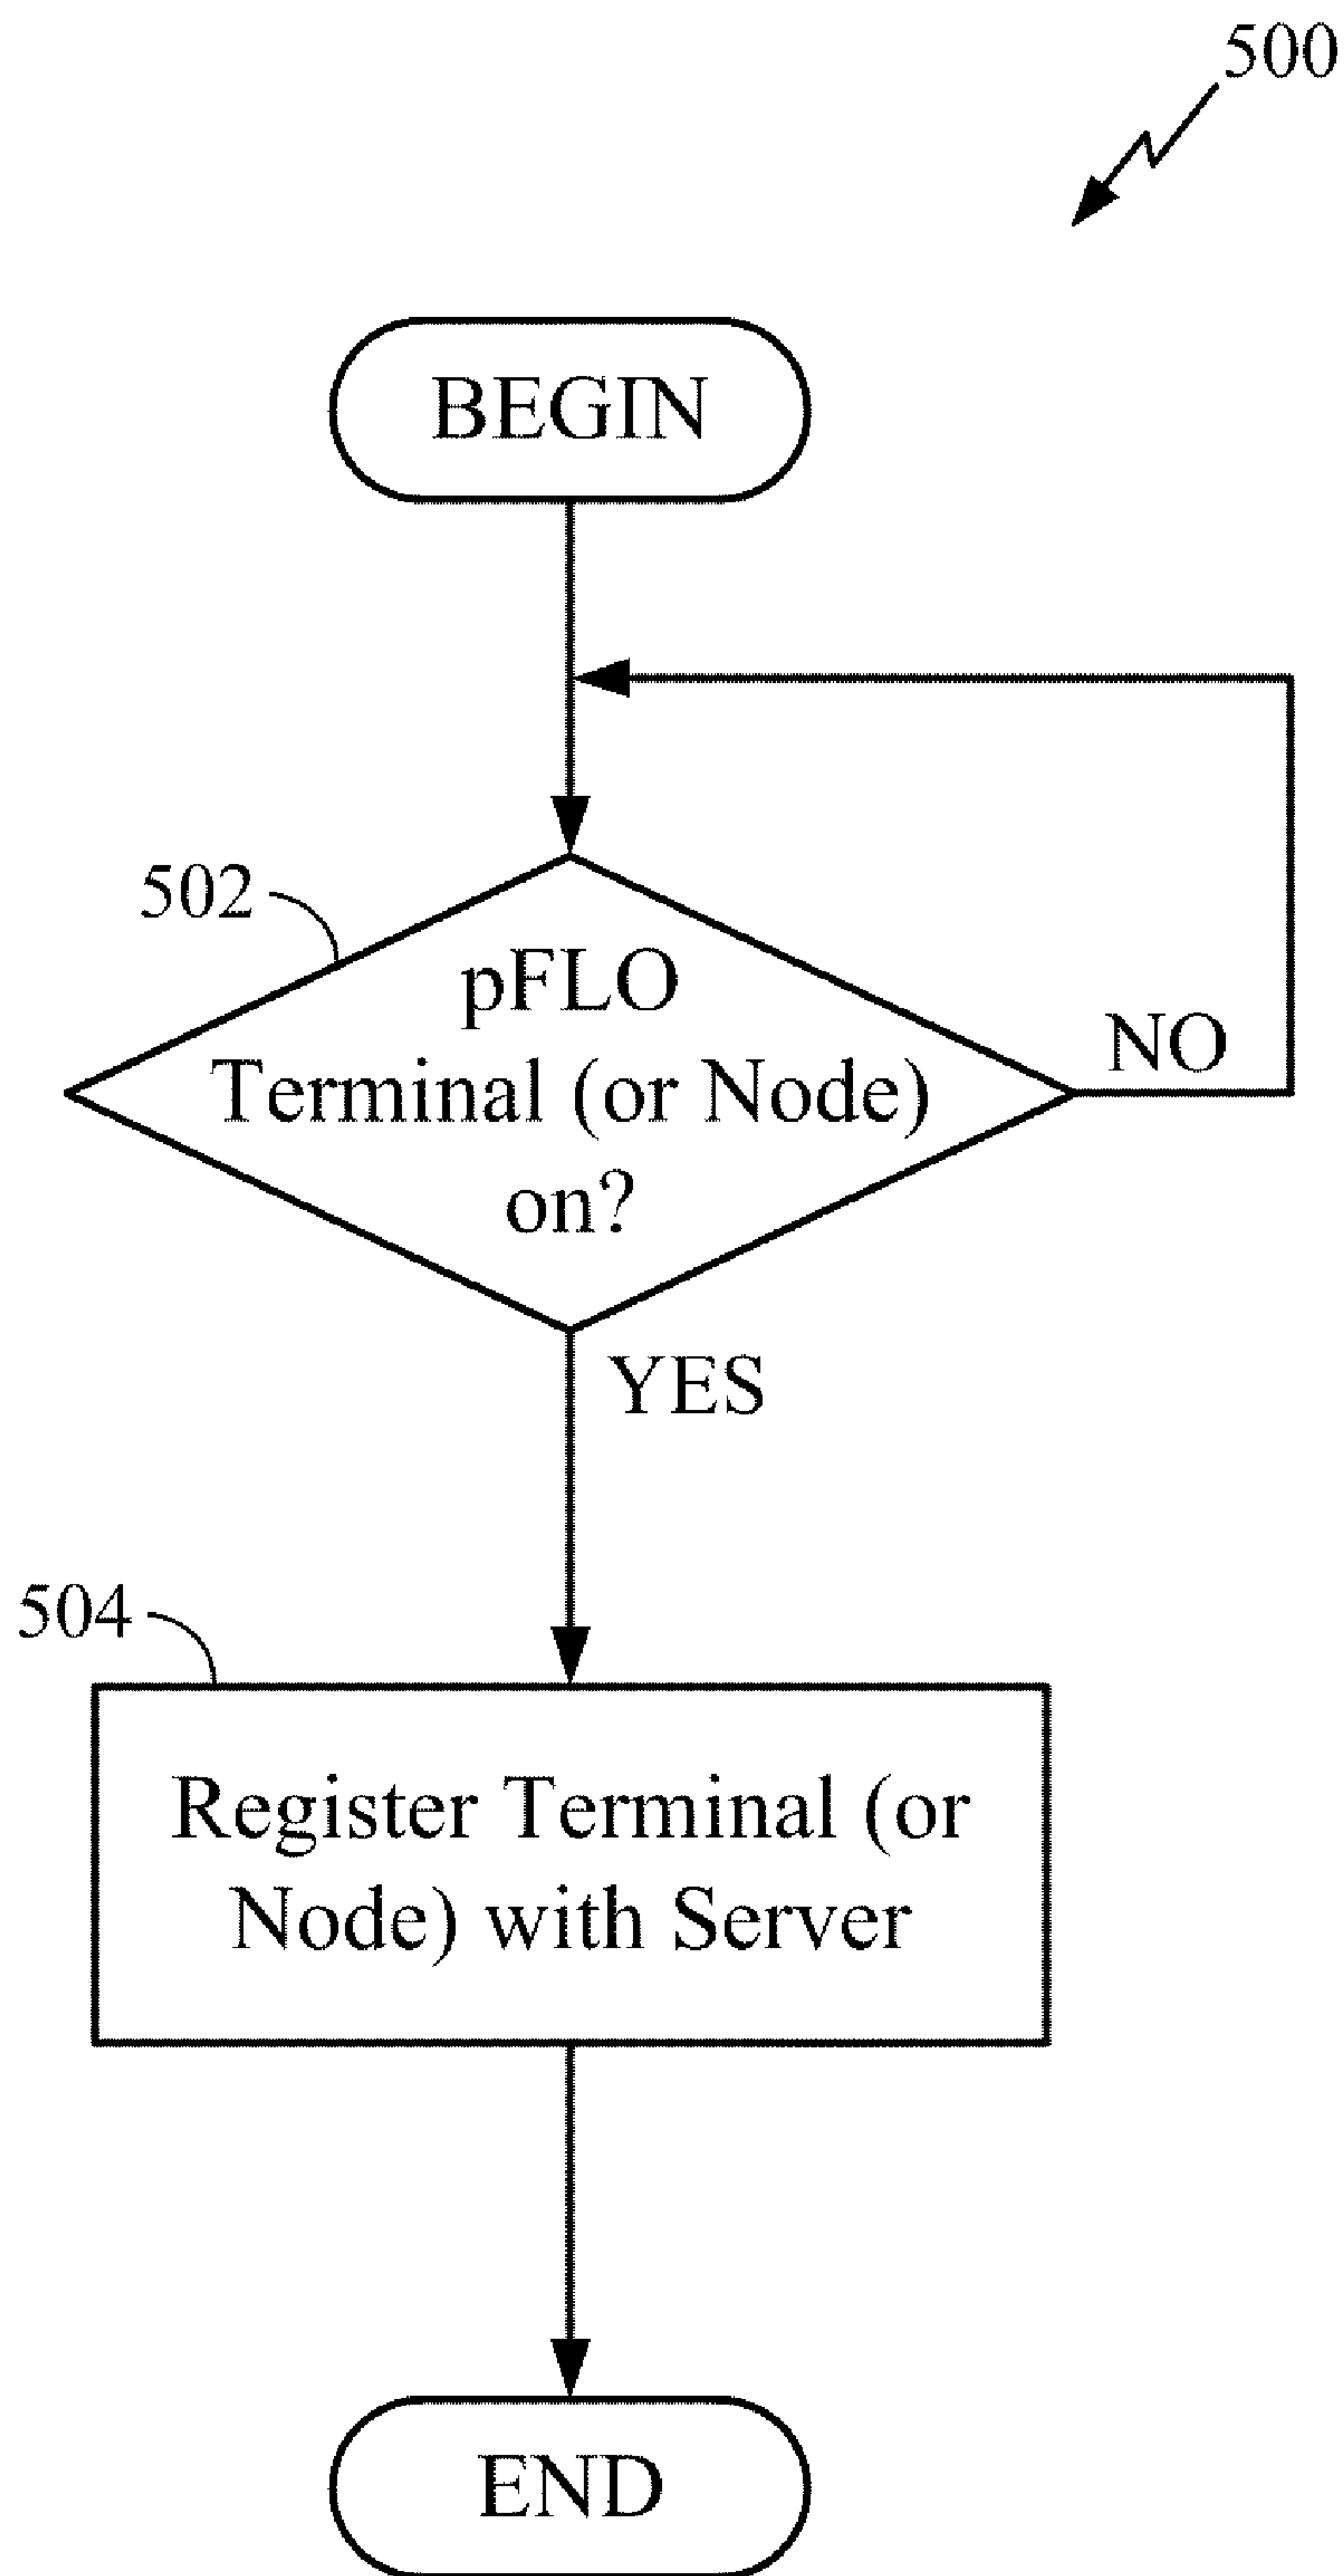 500
BEGIN
502
pFLO
Terminal (or Node)
on?
NO
YES
504
Register Terminal (or
Node) with Server
END